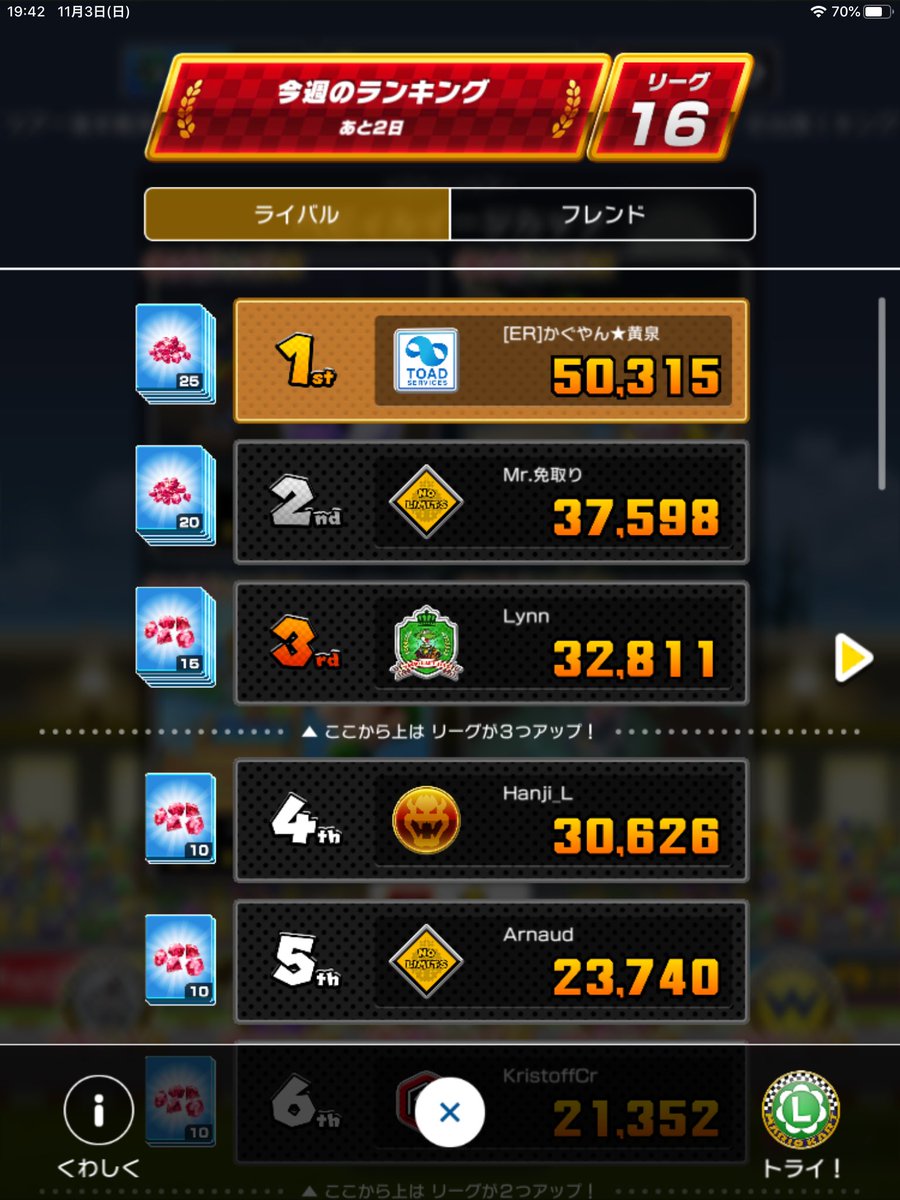 19:42 11月3日(日) 70%
今週のランキング
あと2日
リーグ
16
ライバル
フレンド
25
1st
TOAD
SERVICES
[ER]かぐやん★黄泉
50,315
20
2nd
NO
LIMITS
Mr.免取り
37,598
15
3rd
Lynn
32,811
▲ ここから上は リーグが3つアップ！
10
4th
Hanji_L
30,626
10
5th
NO
LIMITS
Arnaud
23,740
10
6th
KristoffCr
21,352
i
くわしく
×
L
MARIO KART
トライ！
▲ ここから上は リーグが2つアップ！